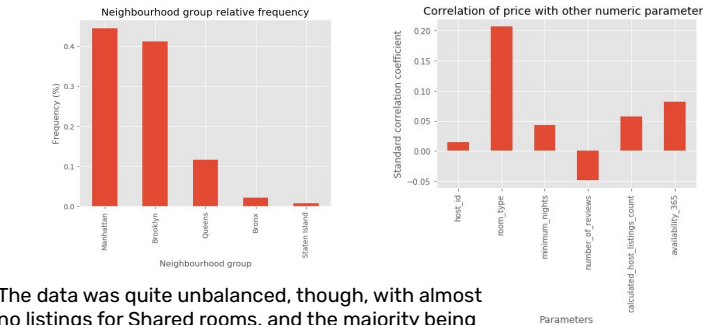 Neighbourhood group relative frequency
Frequency (%)
0.4
0.3
0.2
0.1
0.0
Manhattan
Brooklyn
Queens
Bronx
Staten Island
Neighbourhood group
Correlation of price with other numeric parameter
Standard correlation coefficient
0.20
0.15
0.10
0.05
0.00
−0.05
host_id
room_type
minimum_nights
number_of_reviews
calculated_host_listings_count
availability_365
Parameters
The data was quite unbalanced, though, with almost
no listings for Shared rooms, and the majority being